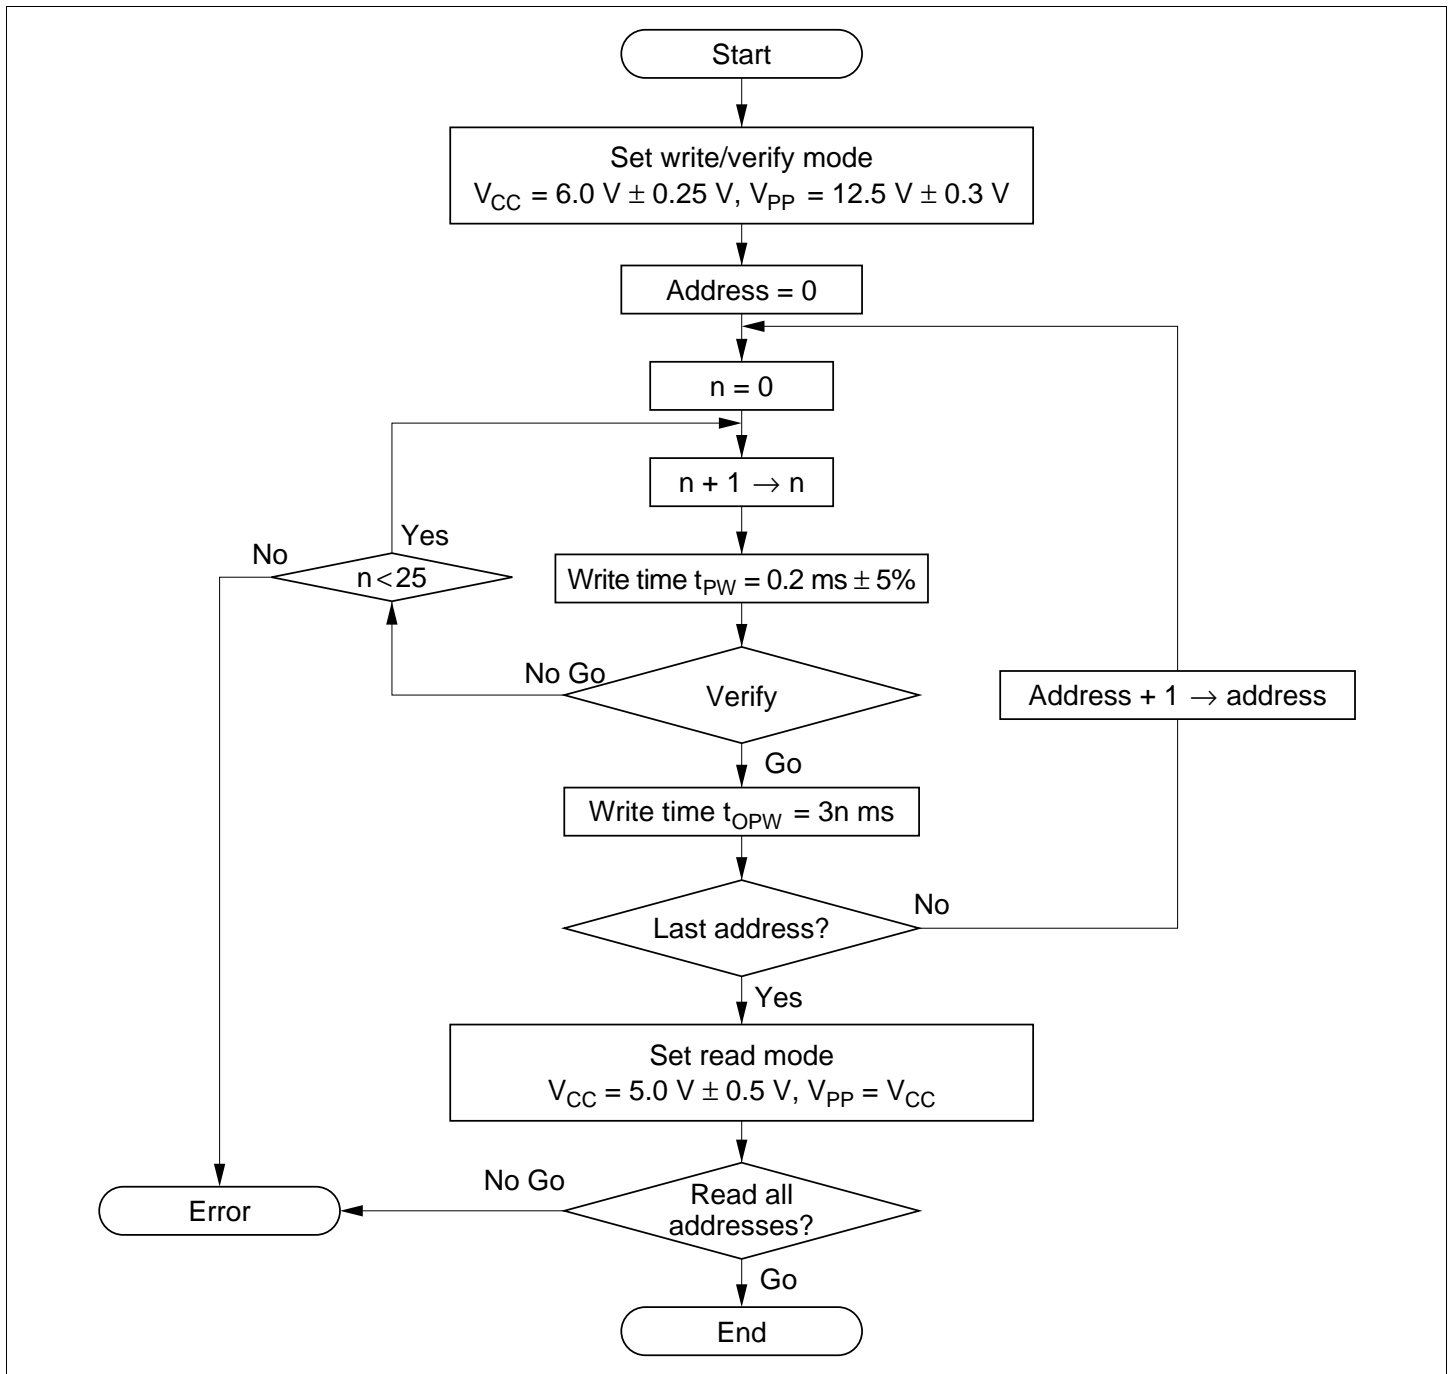 Start
Set write/verify mode
VCC = 6.0 V ± 0.25 V, VPP = 12.5 V ± 0.3 V
Address = 0
n = 0
n + 1 → n
Yes
No
n<25
Write time tPW = 0.2 ms ± 5%
No Go
Verify
Address + 1 → address
Go
Write time tOPW = 3n ms
No
Last address?
Yes
Set read mode
VCC = 5.0 V ± 0.5 V, VPP = VCC
No Go
Read all
addresses?
Error
Go
End